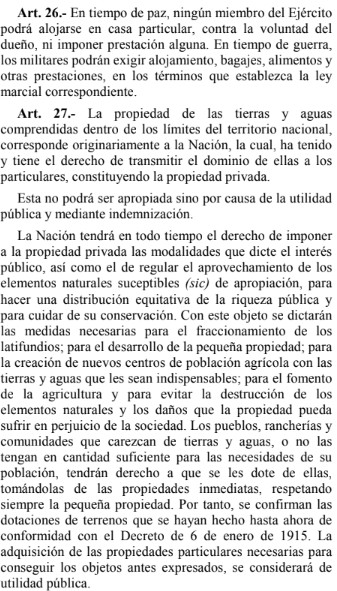 Art. 26.- En tiempo de paz, ningún miembro del Ejército
podrá alojarse en casa particular, contra la voluntad del
dueño, ni imponer prestación alguna. En tiempo de guerra,
los militares podrán exigir alojamiento, bagajes, alimentos y
otras prestaciones, en los términos que establezca la ley
marcial correspondiente.
Art. 27.- La propiedad de las tierras y aguas
comprendidas dentro de los límites del territorio nacional,
corresponde originariamente a la Nación, la cual, ha tenido
y tiene el derecho de transmitir el dominio de ellas a los
particulares, constituyendo la propiedad privada.
Esta no podrá ser apropiada sino por causa de la utilidad
pública y mediante indemnización.
La Nación tendrá en todo tiempo el derecho de imponer
a la propiedad privada las modalidades que dicte el interés
público, así como el de regular el aprovechamiento de los
elementos naturales suceptibles (sic) de apropiación, para
hacer una distribución equitativa de la riqueza pública y
para cuidar de su conservación. Con este objeto se dictarán
las medidas necesarias para el fraccionamiento de los
latifundios; para el desarrollo de la pequeña propiedad; para
la creación de nuevos centros de población agrícola con las
tierras y aguas que les sean indispensables; para el fomento
de la agricultura y para evitar la destrucción de los
elementos naturales y los daños que la propiedad pueda
sufrir en perjuicio de la sociedad. Los pueblos, rancherías y
comunidades que carezcan de tierras y aguas, o no las
tengan en cantidad suficiente para las necesidades de su
población, tendrán derecho a que se les dote de ellas,
tomándolas de las propiedades inmediatas, respetando
siempre la pequeña propiedad. Por tanto, se confirman las
dotaciones de terrenos que se hayan hecho hasta ahora de
conformidad con el Decreto de 6 de enero de 1915. La
adquisición de las propiedades particulares necesarias para
conseguir los objetos antes expresados, se considerará de
utilidad pública.